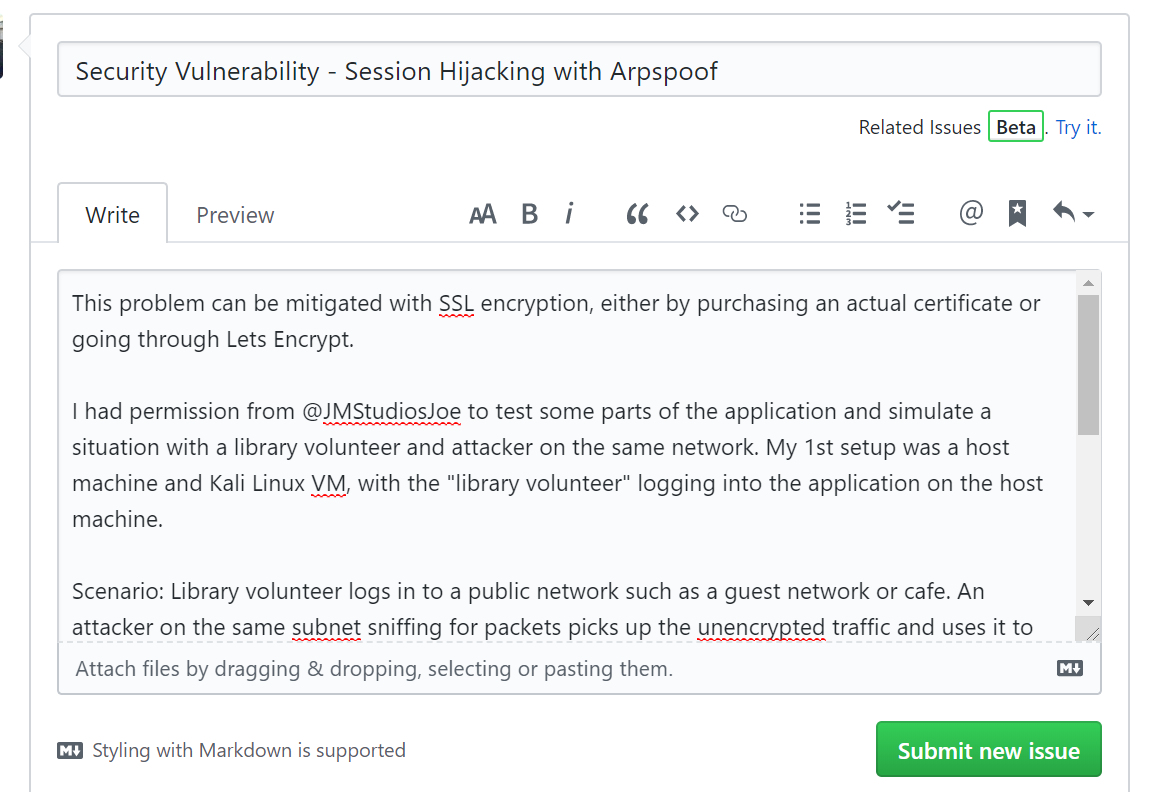 Security Vulnerability - Session Hijacking with Arpspoof
Related Issues Beta . Try it.
Write Preview
This problem can be mitigated with SSL encryption, either by purchasing an actual certificate or
going through Lets Encrypt.
I had permission from @JMStudiosJoe to test some parts of the application and simulate a
situation with a library volunteer and attacker on the same network. My 1st setup was a host
machine and Kali Linux VM, with the "library volunteer" logging into the application on the host
machine.
Scenario: Library volunteer logs in to a public network such as a guest network or cafe. An
attacker on the same subnet sniffing for packets picks up the unencrypted traffic and uses it to
Attach files by dragging & dropping, selecting or pasting them.
Styling with Markdown is supported
Submit new issue